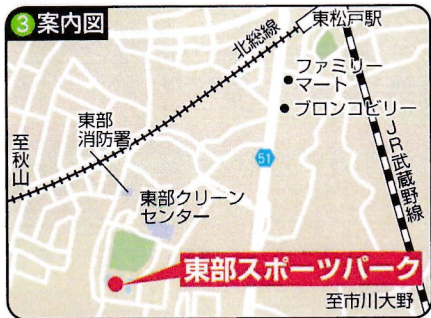 3 案内図
東松戸駅
北総線
ファミリー
マート
ブロンコビリー
東部
消防署
至秋山
51
JR武蔵野線
東部クリーン
センター
東部スポーツパーク
至市川大野